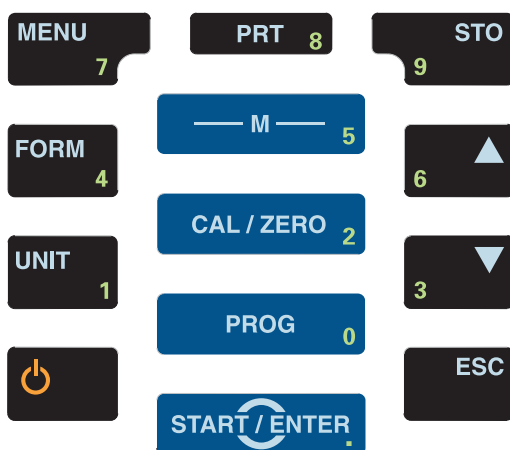 MENU 7
PRT 8
STO 9
M 5
FORM 4
6
CAL / ZERO 2
UNIT 1
3
PROG 0
ESC
START / ENTER .